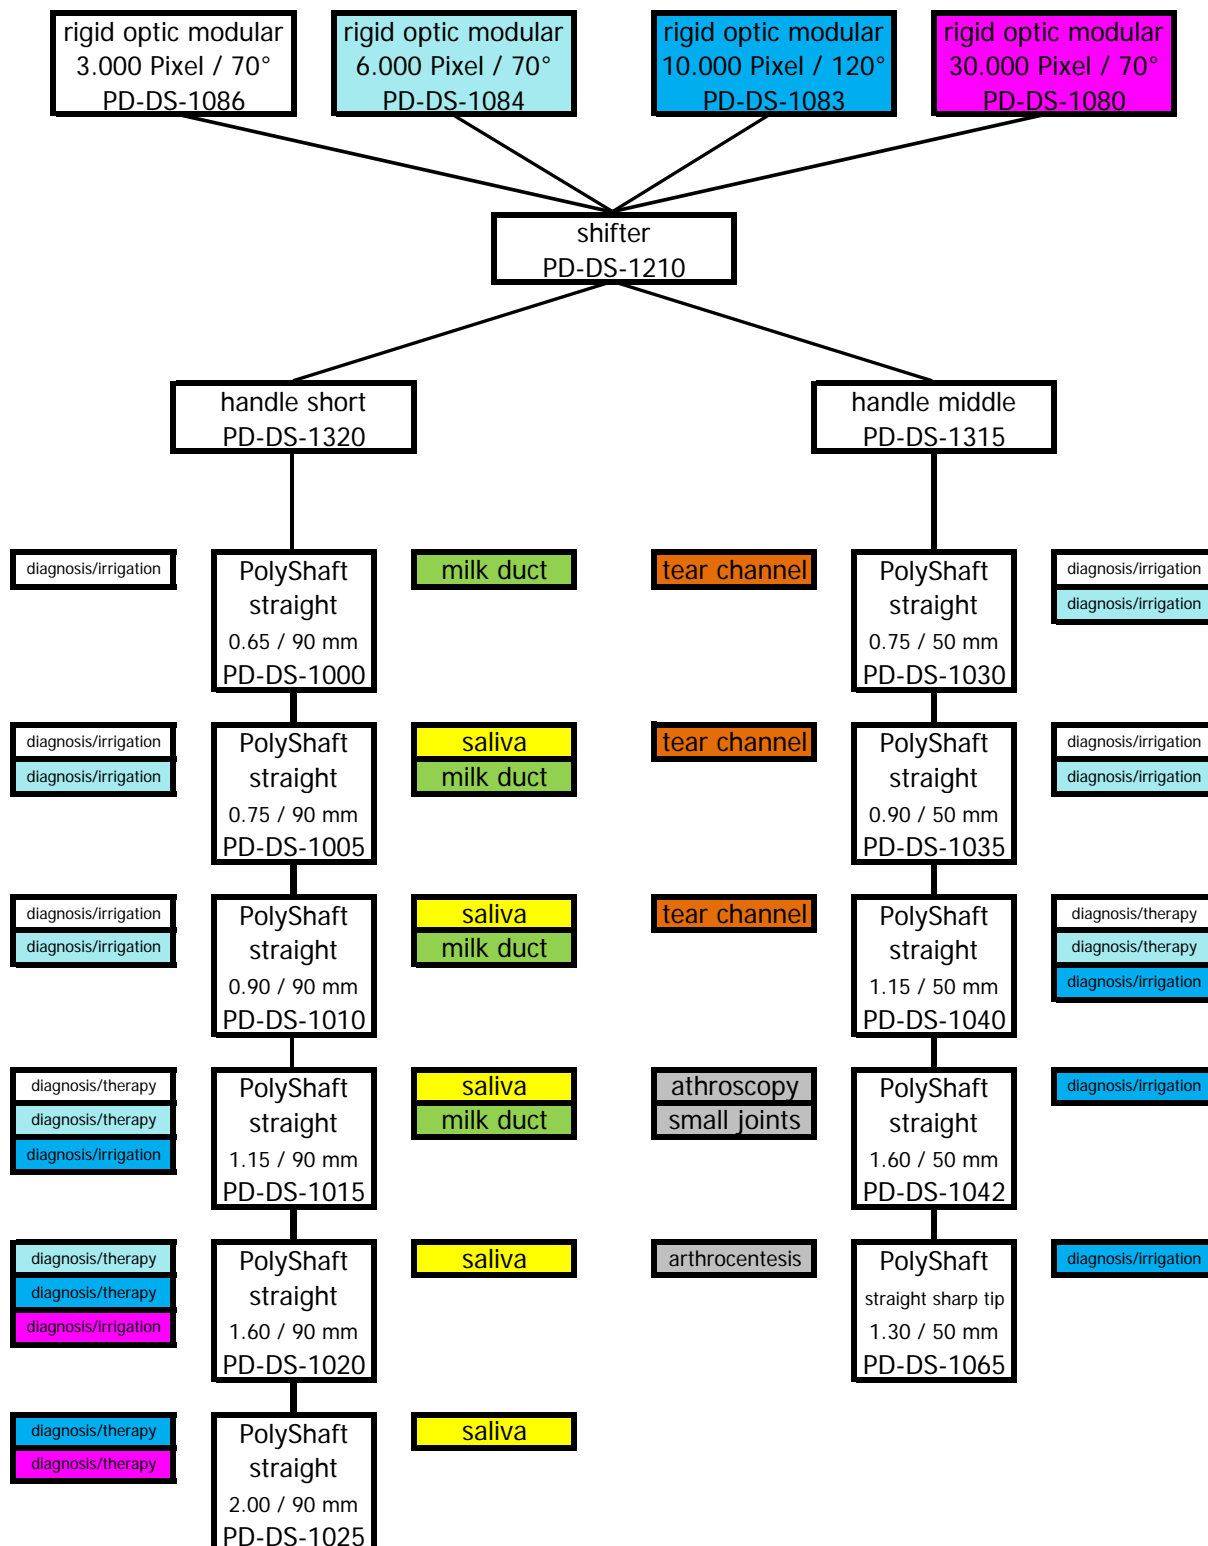 rigid optic modular
3.000 Pixel / 70°
PD-DS-1086
rigid optic modular
6.000 Pixel / 70°
PD-DS-1084
rigid optic modular
10.000 Pixel / 120°
PD-DS-1083
rigid optic modular
30.000 Pixel / 70°
PD-DS-1080
shifter
PD-DS-1210
handle short
PD-DS-1320
handle middle
PD-DS-1315
diagnosis/irrigation
PolyShaft
straight
0.65 / 90 mm
PD-DS-1000
milk duct
diagnosis/irrigation
diagnosis/irrigation
PolyShaft
straight
0.75 / 90 mm
PD-DS-1005
saliva
milk duct
diagnosis/irrigation
diagnosis/irrigation
PolyShaft
straight
0.90 / 90 mm
PD-DS-1010
saliva
milk duct
diagnosis/therapy
diagnosis/therapy
diagnosis/irrigation
PolyShaft
straight
1.15 / 90 mm
PD-DS-1015
saliva
milk duct
diagnosis/therapy
diagnosis/therapy
diagnosis/irrigation
PolyShaft
straight
1.60 / 90 mm
PD-DS-1020
saliva
diagnosis/therapy
diagnosis/therapy
PolyShaft
straight
2.00 / 90 mm
PD-DS-1025
saliva
tear channel
PolyShaft
straight
0.75 / 50 mm
PD-DS-1030
diagnosis/irrigation
diagnosis/irrigation
tear channel
PolyShaft
straight
0.90 / 50 mm
PD-DS-1035
diagnosis/irrigation
diagnosis/irrigation
tear channel
PolyShaft
straight
1.15 / 50 mm
PD-DS-1040
diagnosis/therapy
diagnosis/therapy
diagnosis/irrigation
athroscopy
small joints
PolyShaft
straight
1.60 / 50 mm
PD-DS-1042
diagnosis/irrigation
arthrocentesis
PolyShaft
straight sharp tip
1.30 / 50 mm
PD-DS-1065
diagnosis/irrigation